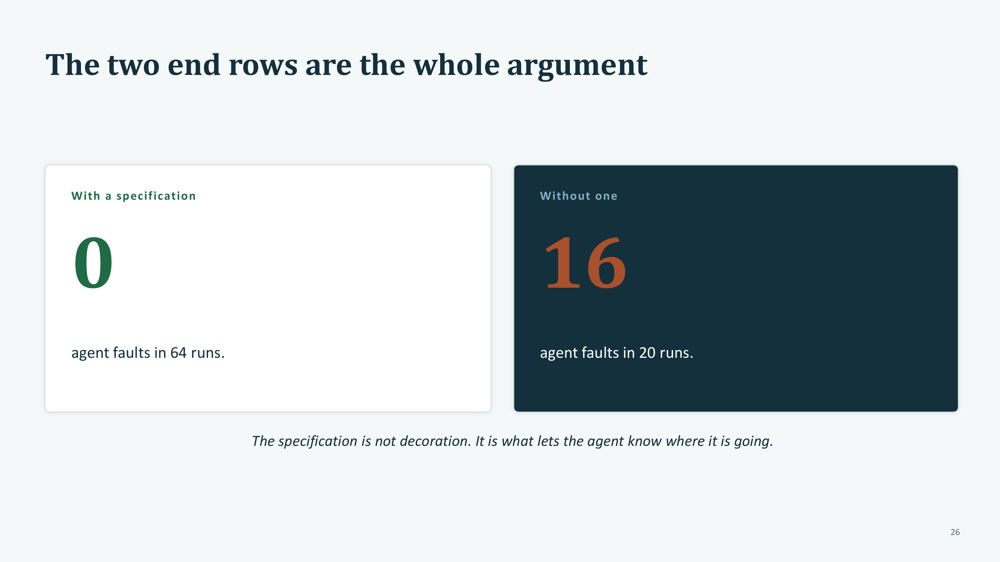 The two end rows are the whole argument
With a specification
0
agent faults in 64 runs.
Without one
16
agent faults in 20 runs.
The specification is not decoration. It is what lets the agent know where it is going.
26